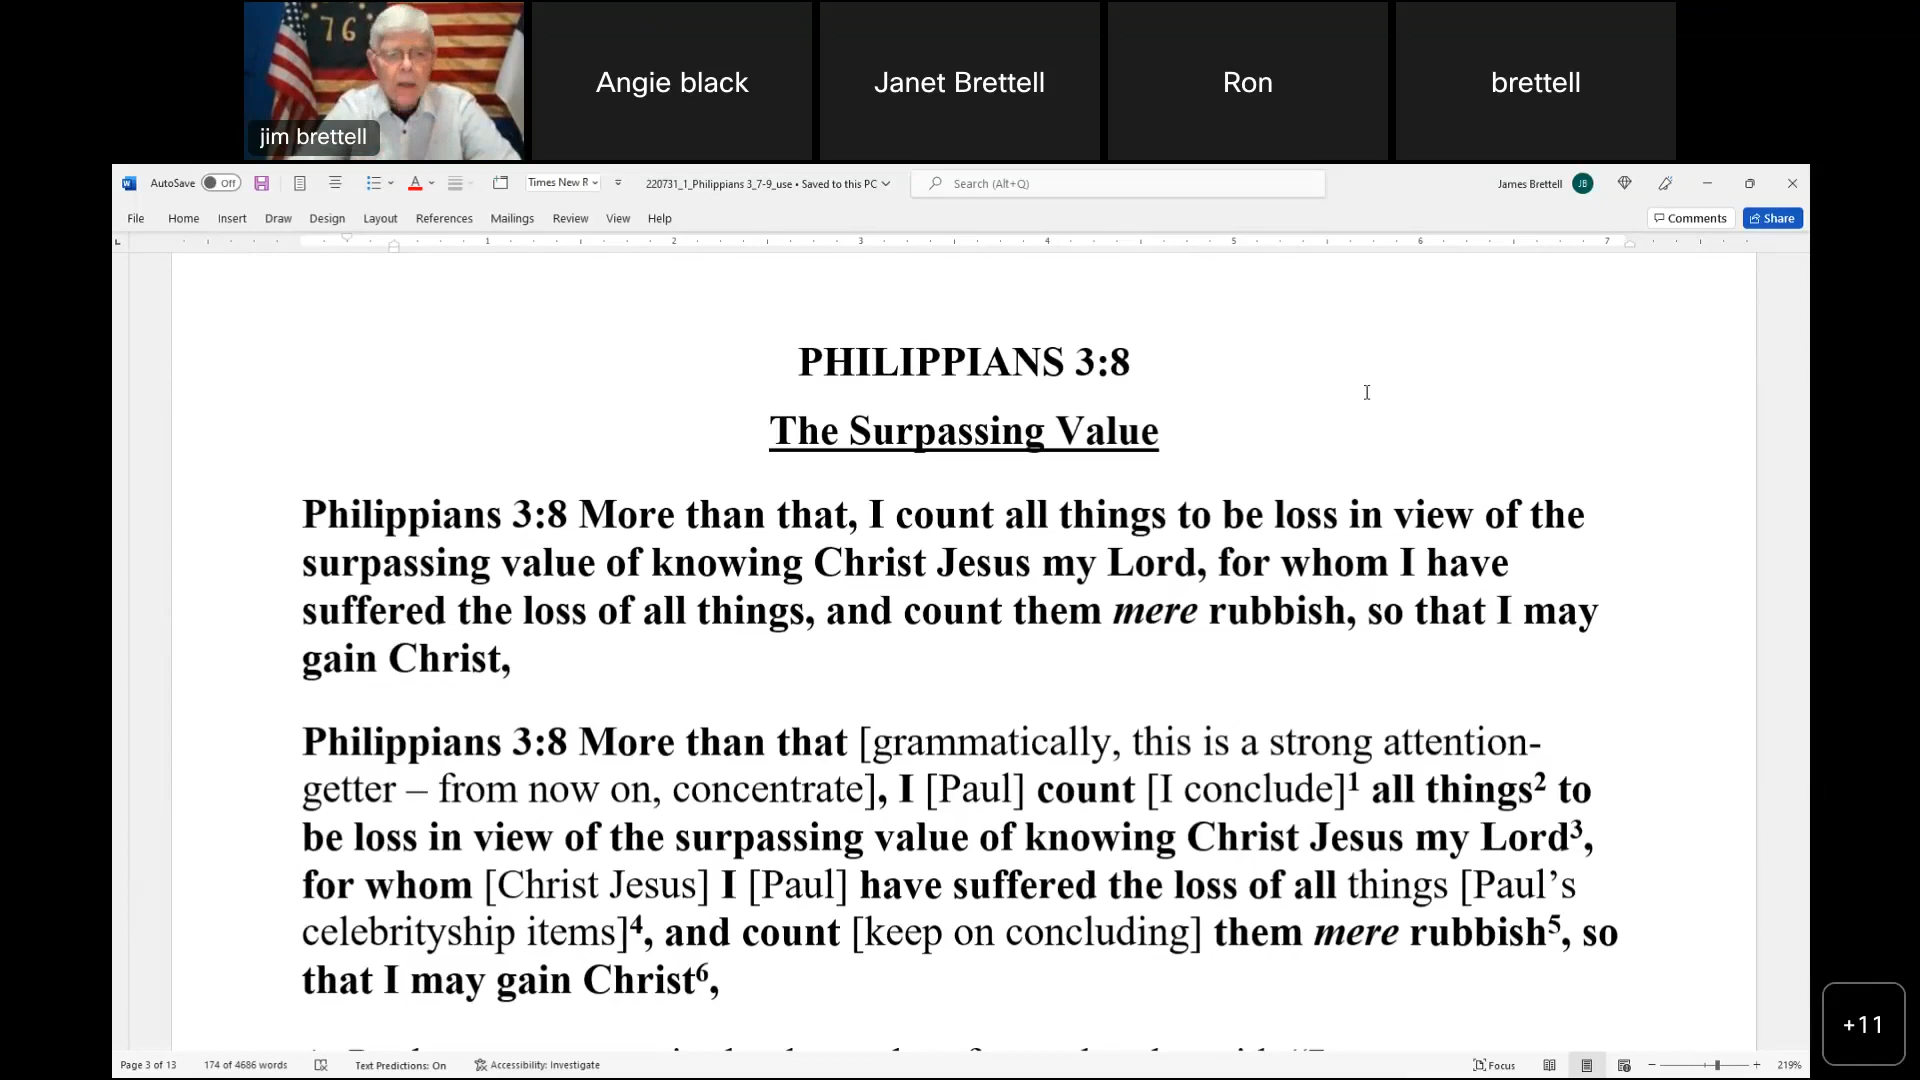 76
jim brettell
Angie black
Janet Brettell
Ron
brettell
AutoSave Off
Times New R
220731_1_Philippians 3_7-9_use • Saved to this PC
Search (Alt+Q)
James Brettell JB
File Home Insert Draw Design Layout References Mailings Review View Help
Comments Share
1 2 3 4 5 6 7
PHILIPPIANS 3:8
The Surpassing Value
Philippians 3:8 More than that, I count all things to be loss in view of the
surpassing value of knowing Christ Jesus my Lord, for whom I have
suffered the loss of all things, and count them mere rubbish, so that I may
gain Christ,
Philippians 3:8 More than that [grammatically, this is a strong attention-
getter – from now on, concentrate], I [Paul] count [I conclude]¹ all things² to
be loss in view of the surpassing value of knowing Christ Jesus my Lord³,
for whom [Christ Jesus] I [Paul] have suffered the loss of all things [Paul’s
celebrityship items]⁴, and count [keep on concluding] them mere rubbish⁵, so
that I may gain Christ⁶,
Page 3 of 13 174 of 4686 words Text Predictions: On Accessibility: Investigate
Focus 219%
+11